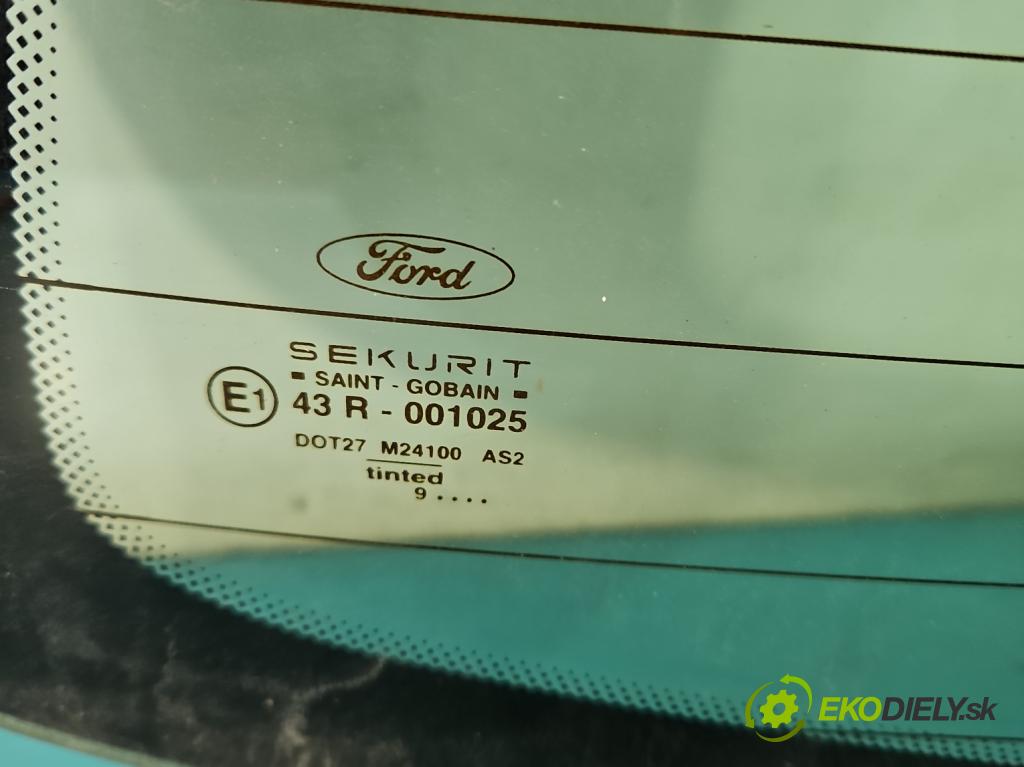 Ford
SEKURIT
SAINT - GOBAIN
E1
43 R - 001025
DOT27 M24100 AS2
tinted
9 ....
EKODIELY.sk